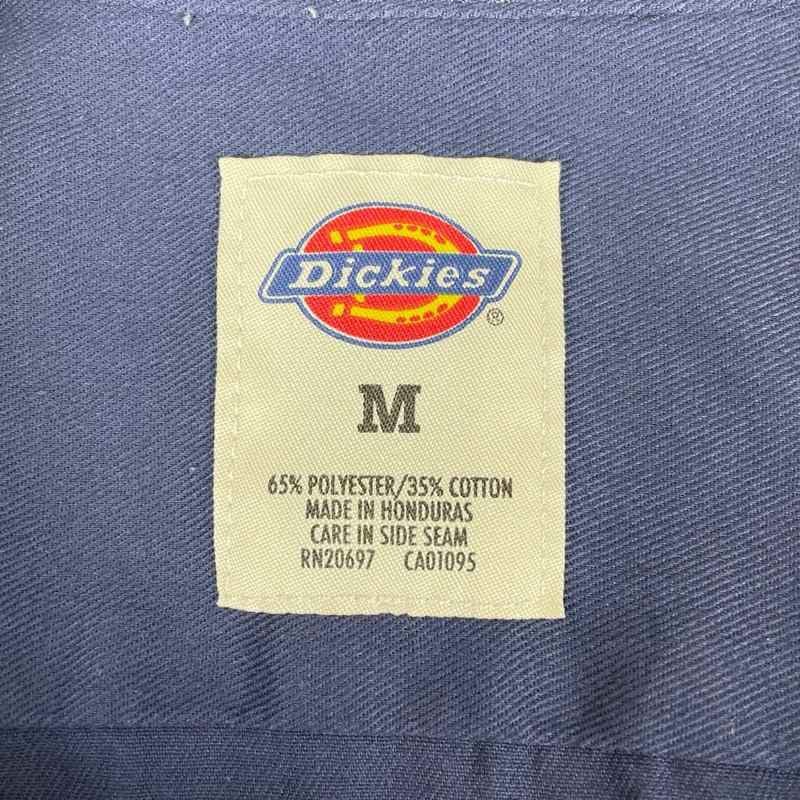 Dickies
®
M
65% POLYESTER/35% COTTON
MADE IN HONDURAS
CARE IN SIDE SEAM
RN20697 CA01095